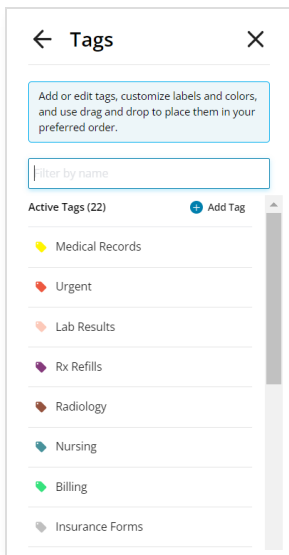 Tags
Add or edit tags, customize labels and colors,
and use drag and drop to place them in your
preferred order.
Filter by name
Active Tags (22) Add Tag
Medical Records
Urgent
Lab Results
Rx Refills
Radiology
Nursing
Billing
Insurance Forms